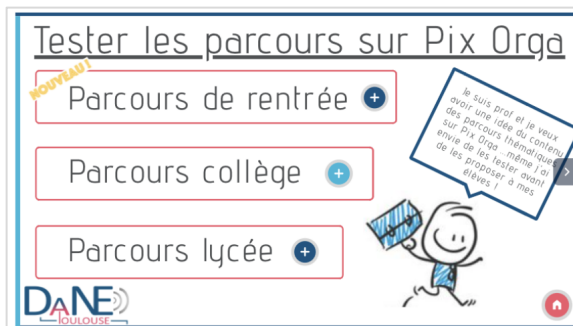 Tester les parcours sur Pix Orga
NOUVEAU !
Parcours de rentrée
Parcours collège
Parcours lycée
Je suis prof et je veux
avoir une idée du contenu
des parcours thématiques
sur Pix Orga... même j'ai
envie de les tester avant
de les proposer à mes
élèves !
DANE
TOULOUSE